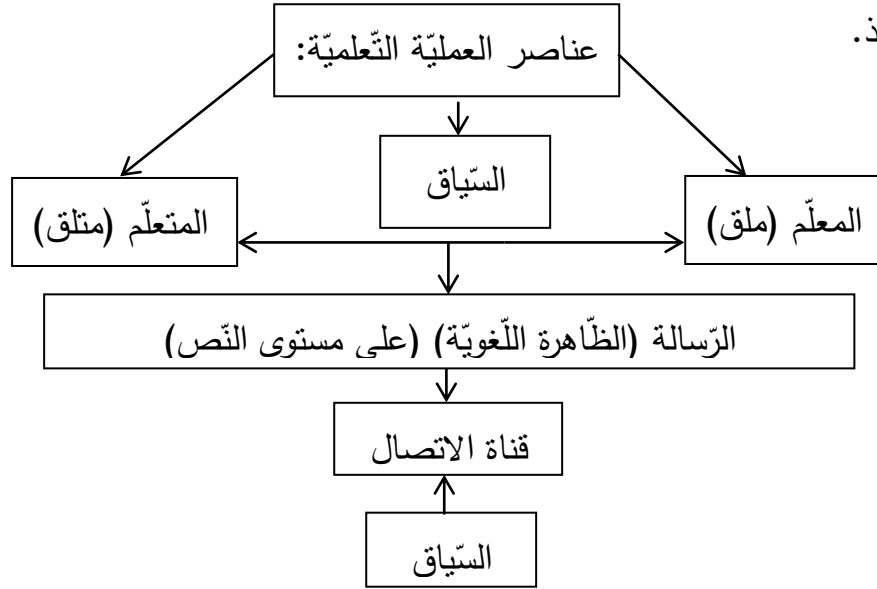 ذ.
عناصر العمليّة التّعلميّة:
السّياق
المعلّم (ملق)
المتعلّم (متلق)
الرّسالة (الظّاهرة اللّغويّة) (على مستوى النّص)
قناة الاتصال
السّياق